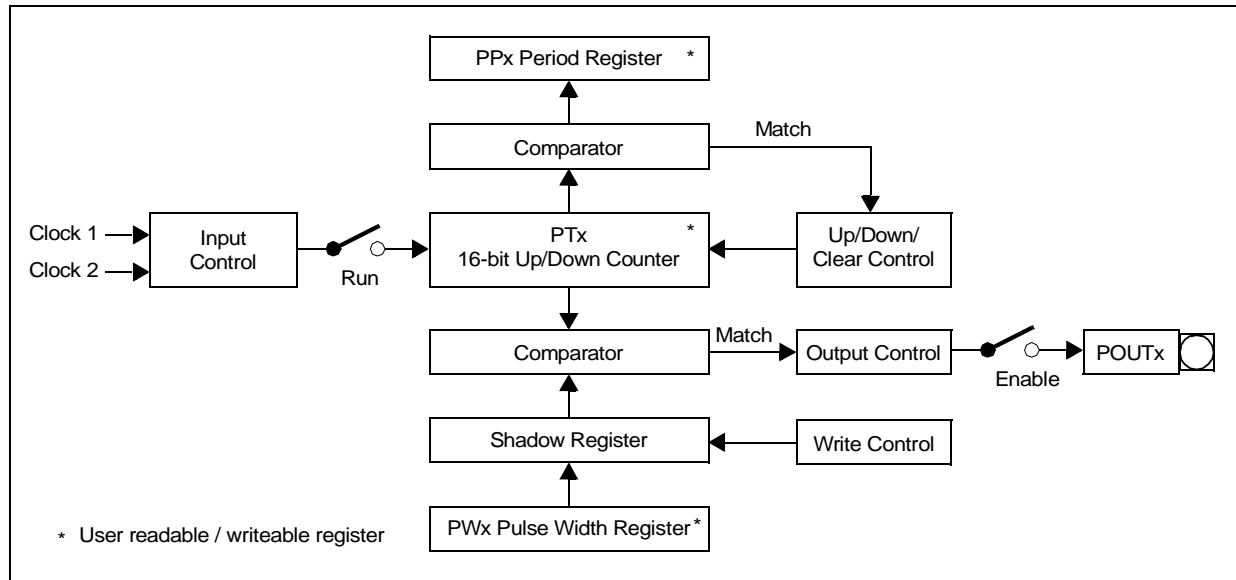 PPx Period Register *
Comparator
Match
Clock 1
Clock 2
Input
Control
Run
PTx *
16-bit Up/Down Counter
Up/Down/
Clear Control
Comparator
Match
Output Control
Enable
POUTx
Shadow Register
Write Control
PWx Pulse Width Register *
* User readable / writeable register